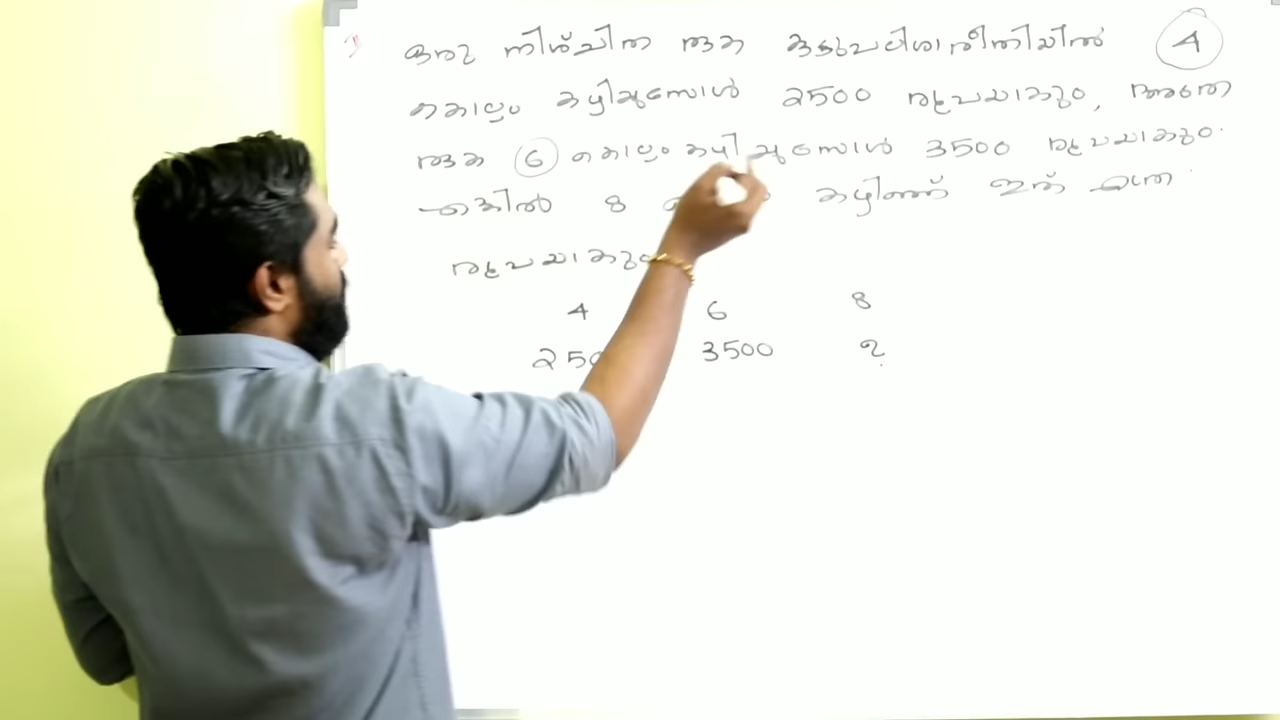 ഒരു നിശ്ചിത തുക കൂട്ടുപലിശ രീതിയിൽ 4
കൊല്ലം കഴിയുമ്പോൾ 2500 രൂപയാകും, അതേ
തുക 6 കൊല്ലം കഴിയുമ്പോൾ 3500 രൂപയാകും.
എങ്കിൽ 8 കഴിഞ്ഞ് ഇത് എത്ര
രൂപയാകും
4 6 8
250 3500 ?